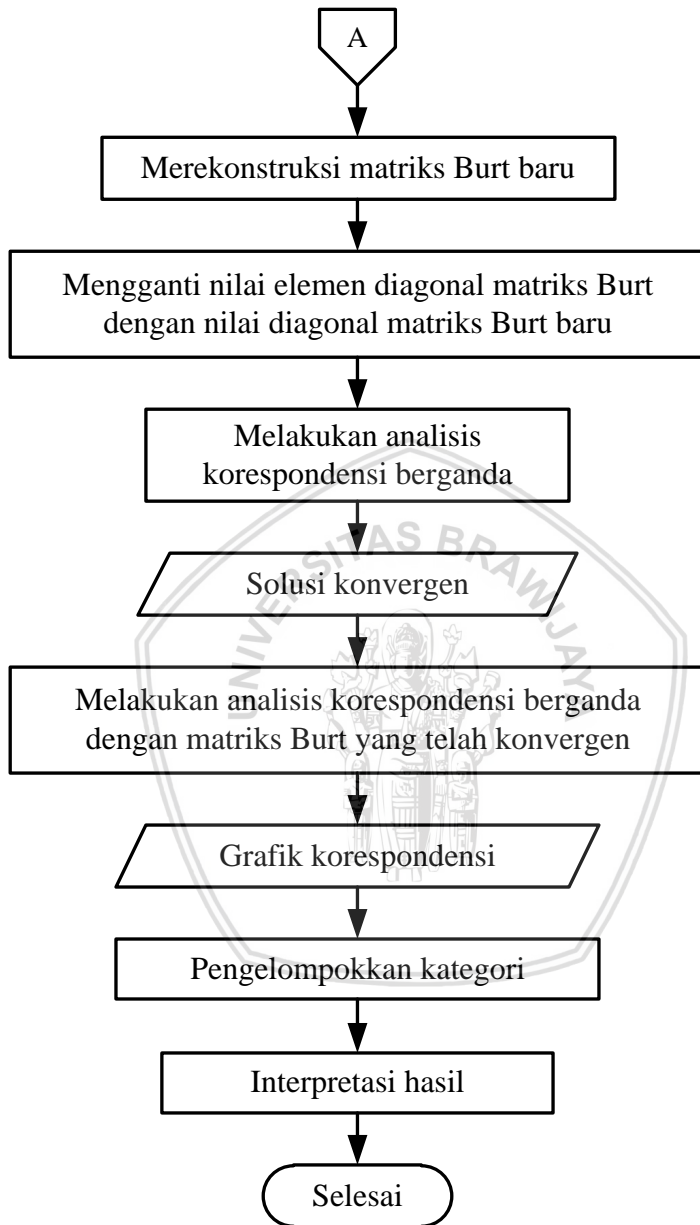 A
Merekonstruksi matriks Burt baru
Mengganti nilai elemen diagonal matriks Burt
dengan nilai diagonal matriks Burt baru
Melakukan analisis
korespondensi berganda
UNIVERSITAS BRAWIJAYA
Solusi konvergen
Melakukan analisis korespondensi berganda
dengan matriks Burt yang telah konvergen
Grafik korespondensi
Pengelompokkan kategori
Interpretasi hasil
Selesai